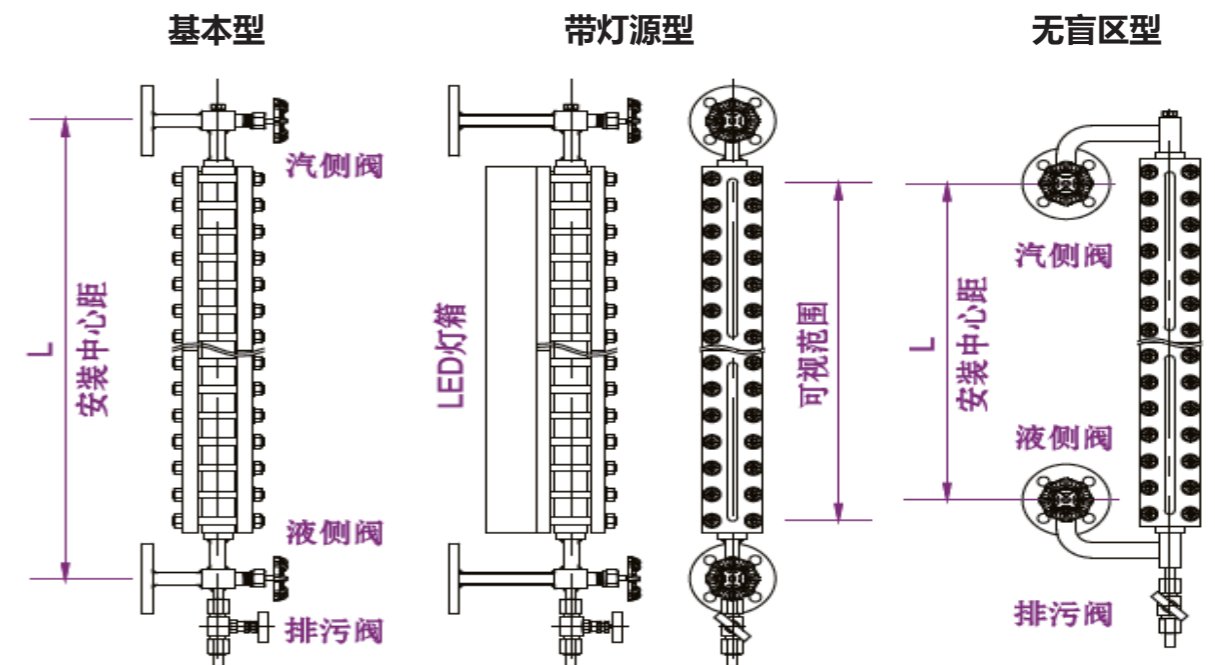 基本型
带灯源型
无盲区型
汽侧阀
L
安装中心距
液侧阀
排污阀
LED灯箱
可视范围
汽侧阀
L
安装中心距
液侧阀
排污阀